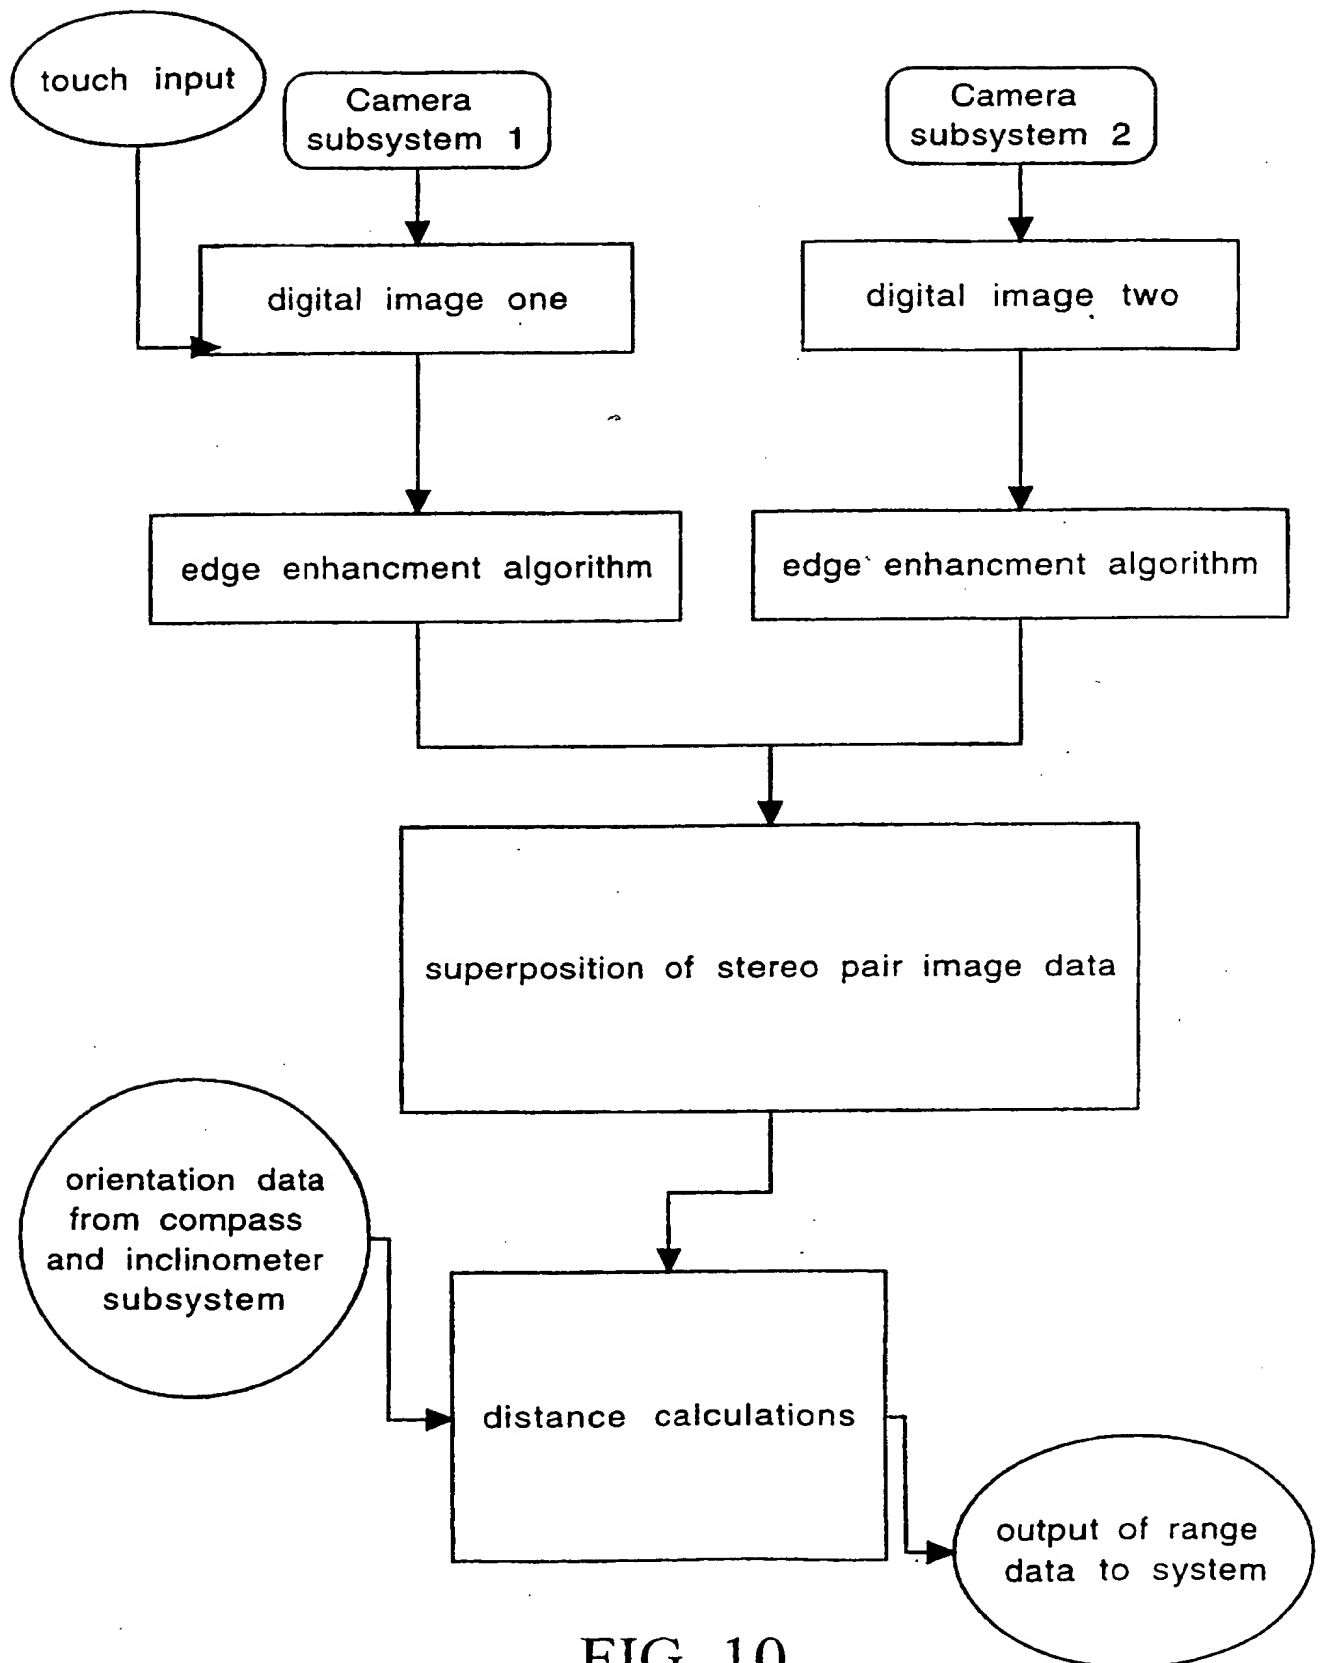 touch input
Camera
subsystem 1
Camera
subsystem 2
digital image one
digital image two
edge enhancment algorithm
edge enhancment algorithm
superposition of stereo pair image data
orientation data
from compass
and inclinometer
subsystem
distance calculations
output of range
data to system
FIG. 10